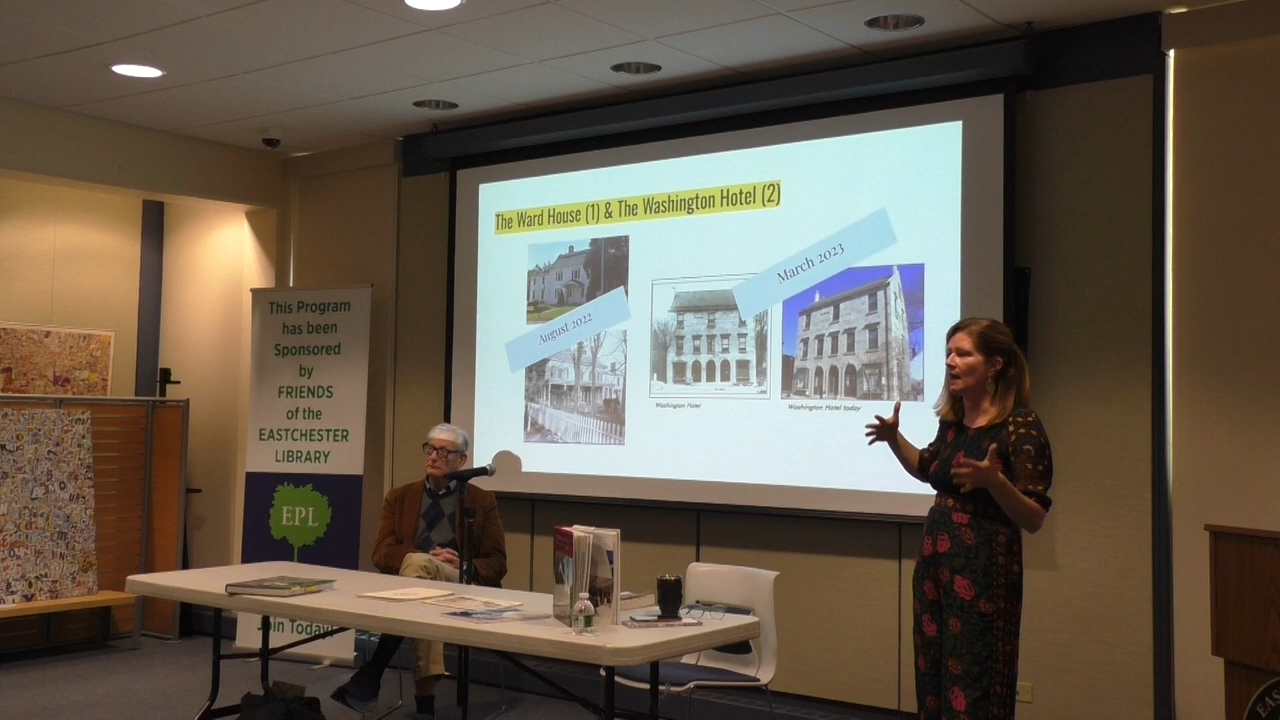 The Ward House (1) & The Washington Hotel (2)
August 2022
March 2023
Washington Hotel
Washington Hotel today
This Program
has been
Sponsored
by
FRIENDS
of the
EASTCHESTER
LIBRARY
EPL
Join Today!